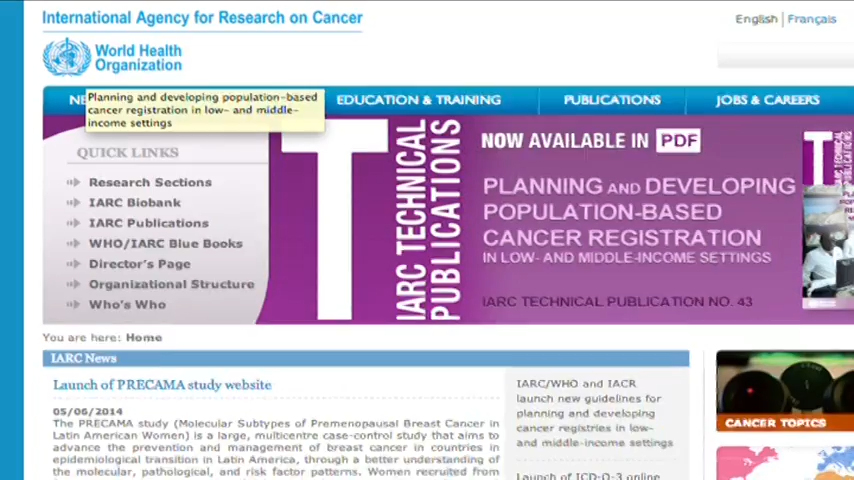 International Agency for Research on Cancer
English | Français
World Health
Organization
Planning and developing population-based
cancer registration in low- and middle-
income settings
EDUCATION & TRAINING
PUBLICATIONS
JOBS & CAREERS
QUICK LINKS
Research Sections
IARC Biobank
IARC Publications
WHO/IARC Blue Books
Director's Page
Organizational Structure
Who's Who
T
IARC TECHNICAL
PUBLICATIONS
NOW AVAILABLE IN PDF
PLANNING AND DEVELOPING
POPULATION-BASED
CANCER REGISTRATION
IN LOW- AND MIDDLE-INCOME SETTINGS
IARC TECHNICAL PUBLICATION NO. 43
You are here: Home
IARC News
Launch of PRECAMA study website
05/06/2014
The PRECAMA study (Molecular Subtypes of Premenopausal Breast Cancer in
Latin American Women) is a large, multicentre case-control study that aims to
advance the prevention and management of breast cancer in countries in
epidemiological transition in Latin America, through a better understanding of
the molecular, pathological, and risk factor patterns. Women recruited from
IARC/WHO and IACR
launch new guidelines for
planning and developing
cancer registries in low-
and middle-income settings
Launch of ICD-O-3 online
CANCER TOPICS